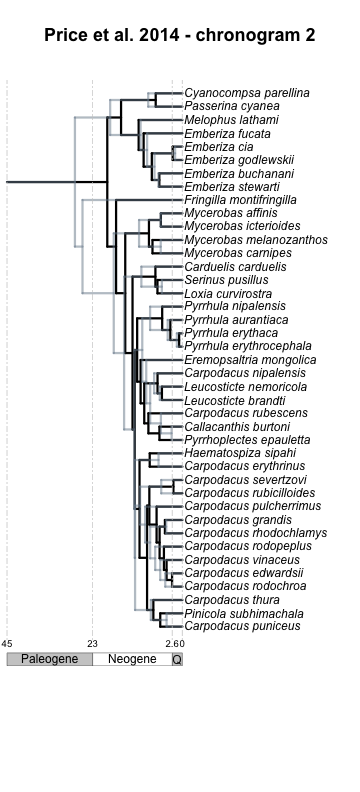 Price et al. 2014 - chronogram 2
Cyanocompsa parellina
Passerina cyanea
Melophus lathami
Emberiza fucata
Emberiza cia
Emberiza godlewskii
Emberiza buchanani
Emberiza stewarti
Fringilla montifringilla
Mycerobas affinis
Mycerobas icterioides
Mycerobas melanozanthos
Mycerobas carnipes
Carduelis carduelis
Serinus pusillus
Loxia curvirostra
Pyrrhula nipalensis
Pyrrhula aurantiaca
Pyrrhula erythaca
Pyrrhula erythrocephala
Eremopsaltria mongolica
Carpodacus nipalensis
Leucosticte nemoricola
Leucosticte brandti
Carpodacus rubescens
Callacanthis burtoni
Pyrrhoplectes epauletta
Haematospiza sipahi
Carpodacus erythrinus
Carpodacus severtzovi
Carpodacus rubicilloides
Carpodacus pulcherrimus
Carpodacus grandis
Carpodacus rhodochlamys
Carpodacus rodopeplus
Carpodacus vinaceus
Carpodacus edwardsii
Carpodacus rodochroa
Carpodacus thura
Pinicola subhimachala
Carpodacus puniceus
45 23 2.60
Paleogene Neogene Q